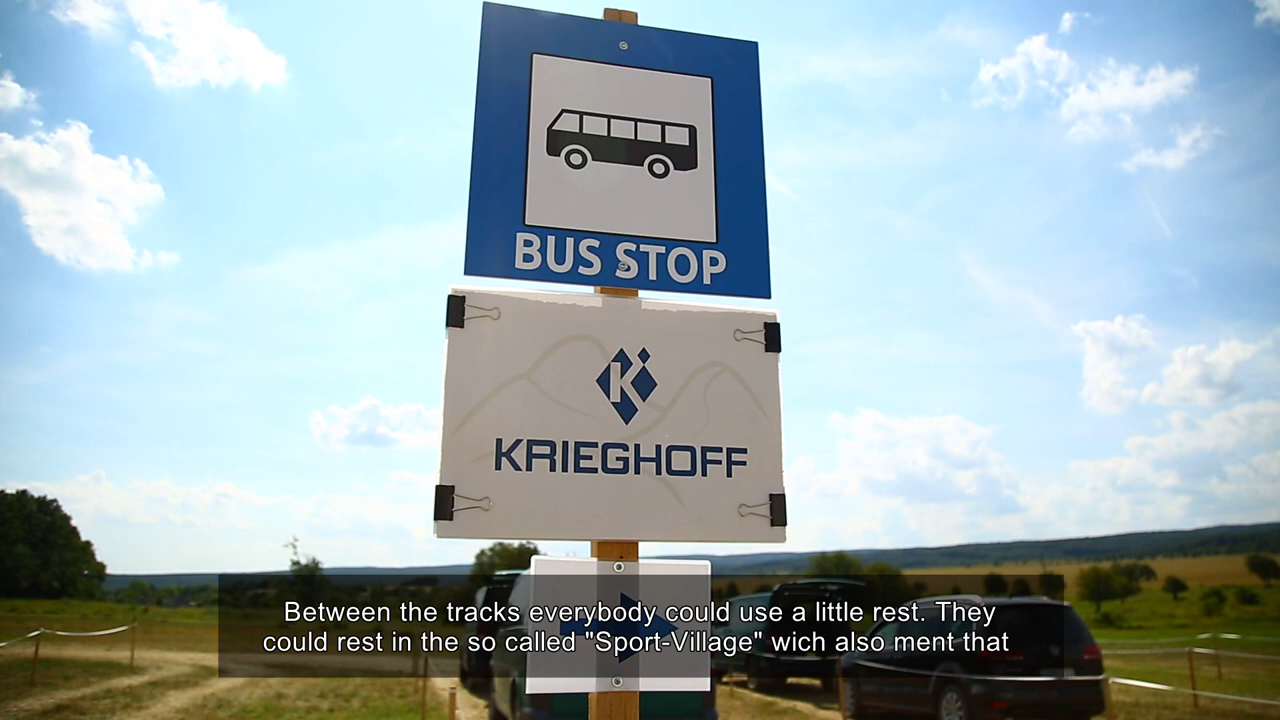 BUS STOP
K
KRIEGHOFF
Between the tracks everybody could use a little rest. They
could rest in the so called "Sport-Village" wich also ment that